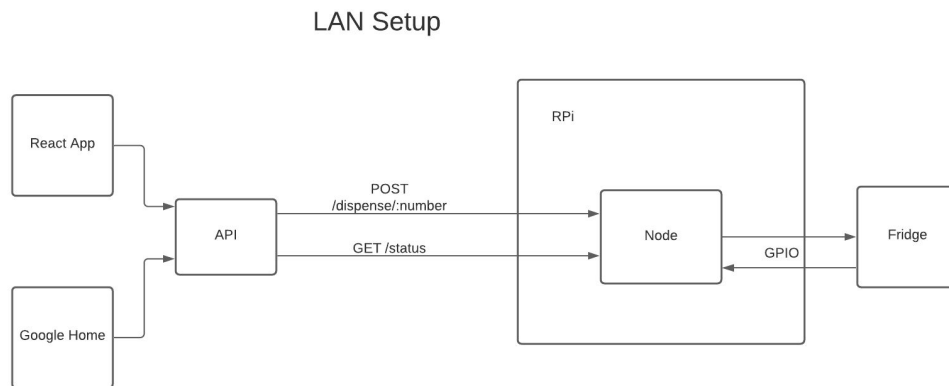 LAN Setup
RPi
React App
POST
/dispense/:number
API
Node
Fridge
GET /status
GPIO
Google Home